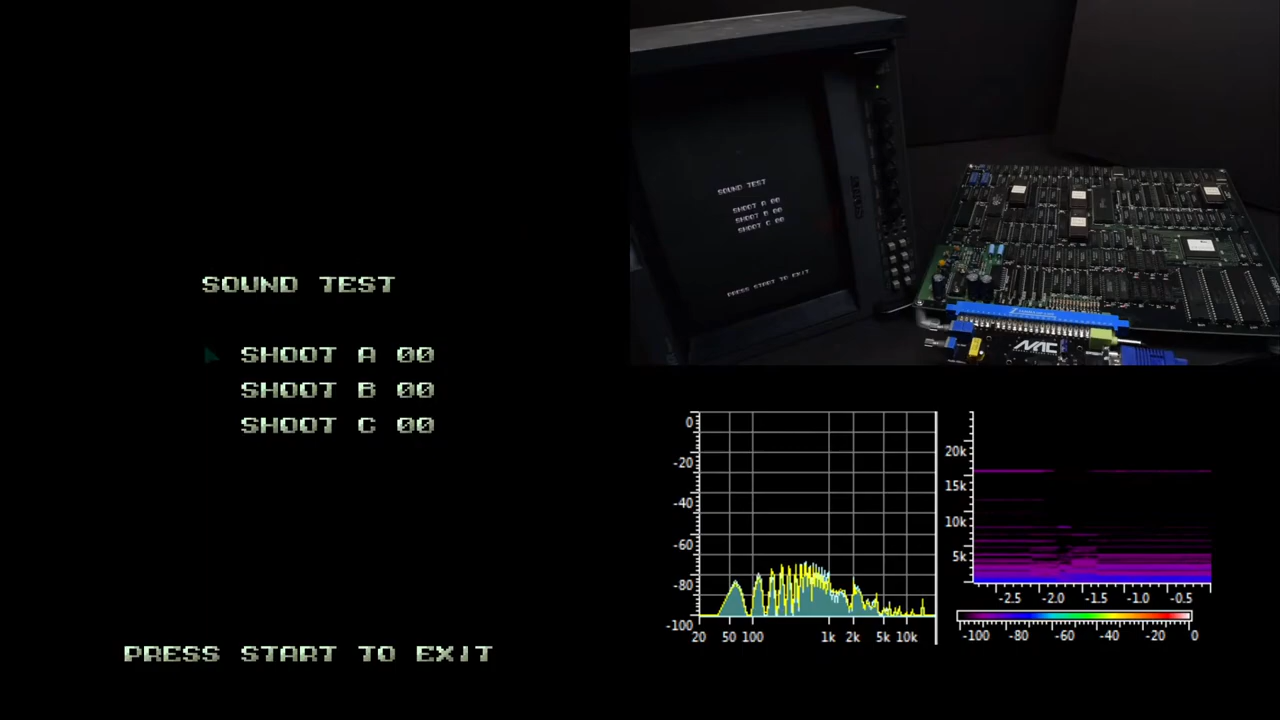 SOUND TEST
SHOOT A 00
SHOOT B 00
SHOOT C 00
PRESS START TO EXIT
SOUND TEST
SHOOT A 00
SHOOT B 00
SHOOT C 00
PRESS START TO EXIT
0
-20
-40
-60
-80
-100
20 50 100 1k 2k 5k 10k
20k
15k
10k
5k
-2.5 -2.0 -1.5 -1.0 -0.5
-100 -80 -60 -40 -20 0